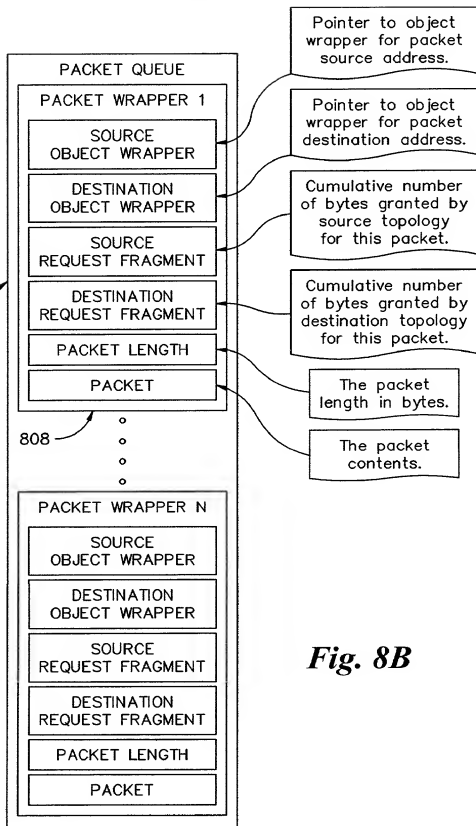 PACKET QUEUE
PACKET WRAPPER 1
SOURCE
OBJECT WRAPPER
DESTINATION
OBJECT WRAPPER
SOURCE
REQUEST FRAGMENT
DESTINATION
REQUEST FRAGMENT
PACKET LENGTH
PACKET
808
Pointer to object
wrapper for packet
source address.
Pointer to object
wrapper for packet
destination address.
Cumulative number
of bytes granted by
source topology
for this packet.
Cumulative number
of bytes granted by
destination topology
for this packet.
The packet
length in bytes.
The packet
contents.
PACKET WRAPPER N
SOURCE
OBJECT WRAPPER
DESTINATION
OBJECT WRAPPER
SOURCE
REQUEST FRAGMENT
DESTINATION
REQUEST FRAGMENT
PACKET LENGTH
PACKET
Fig. 8B